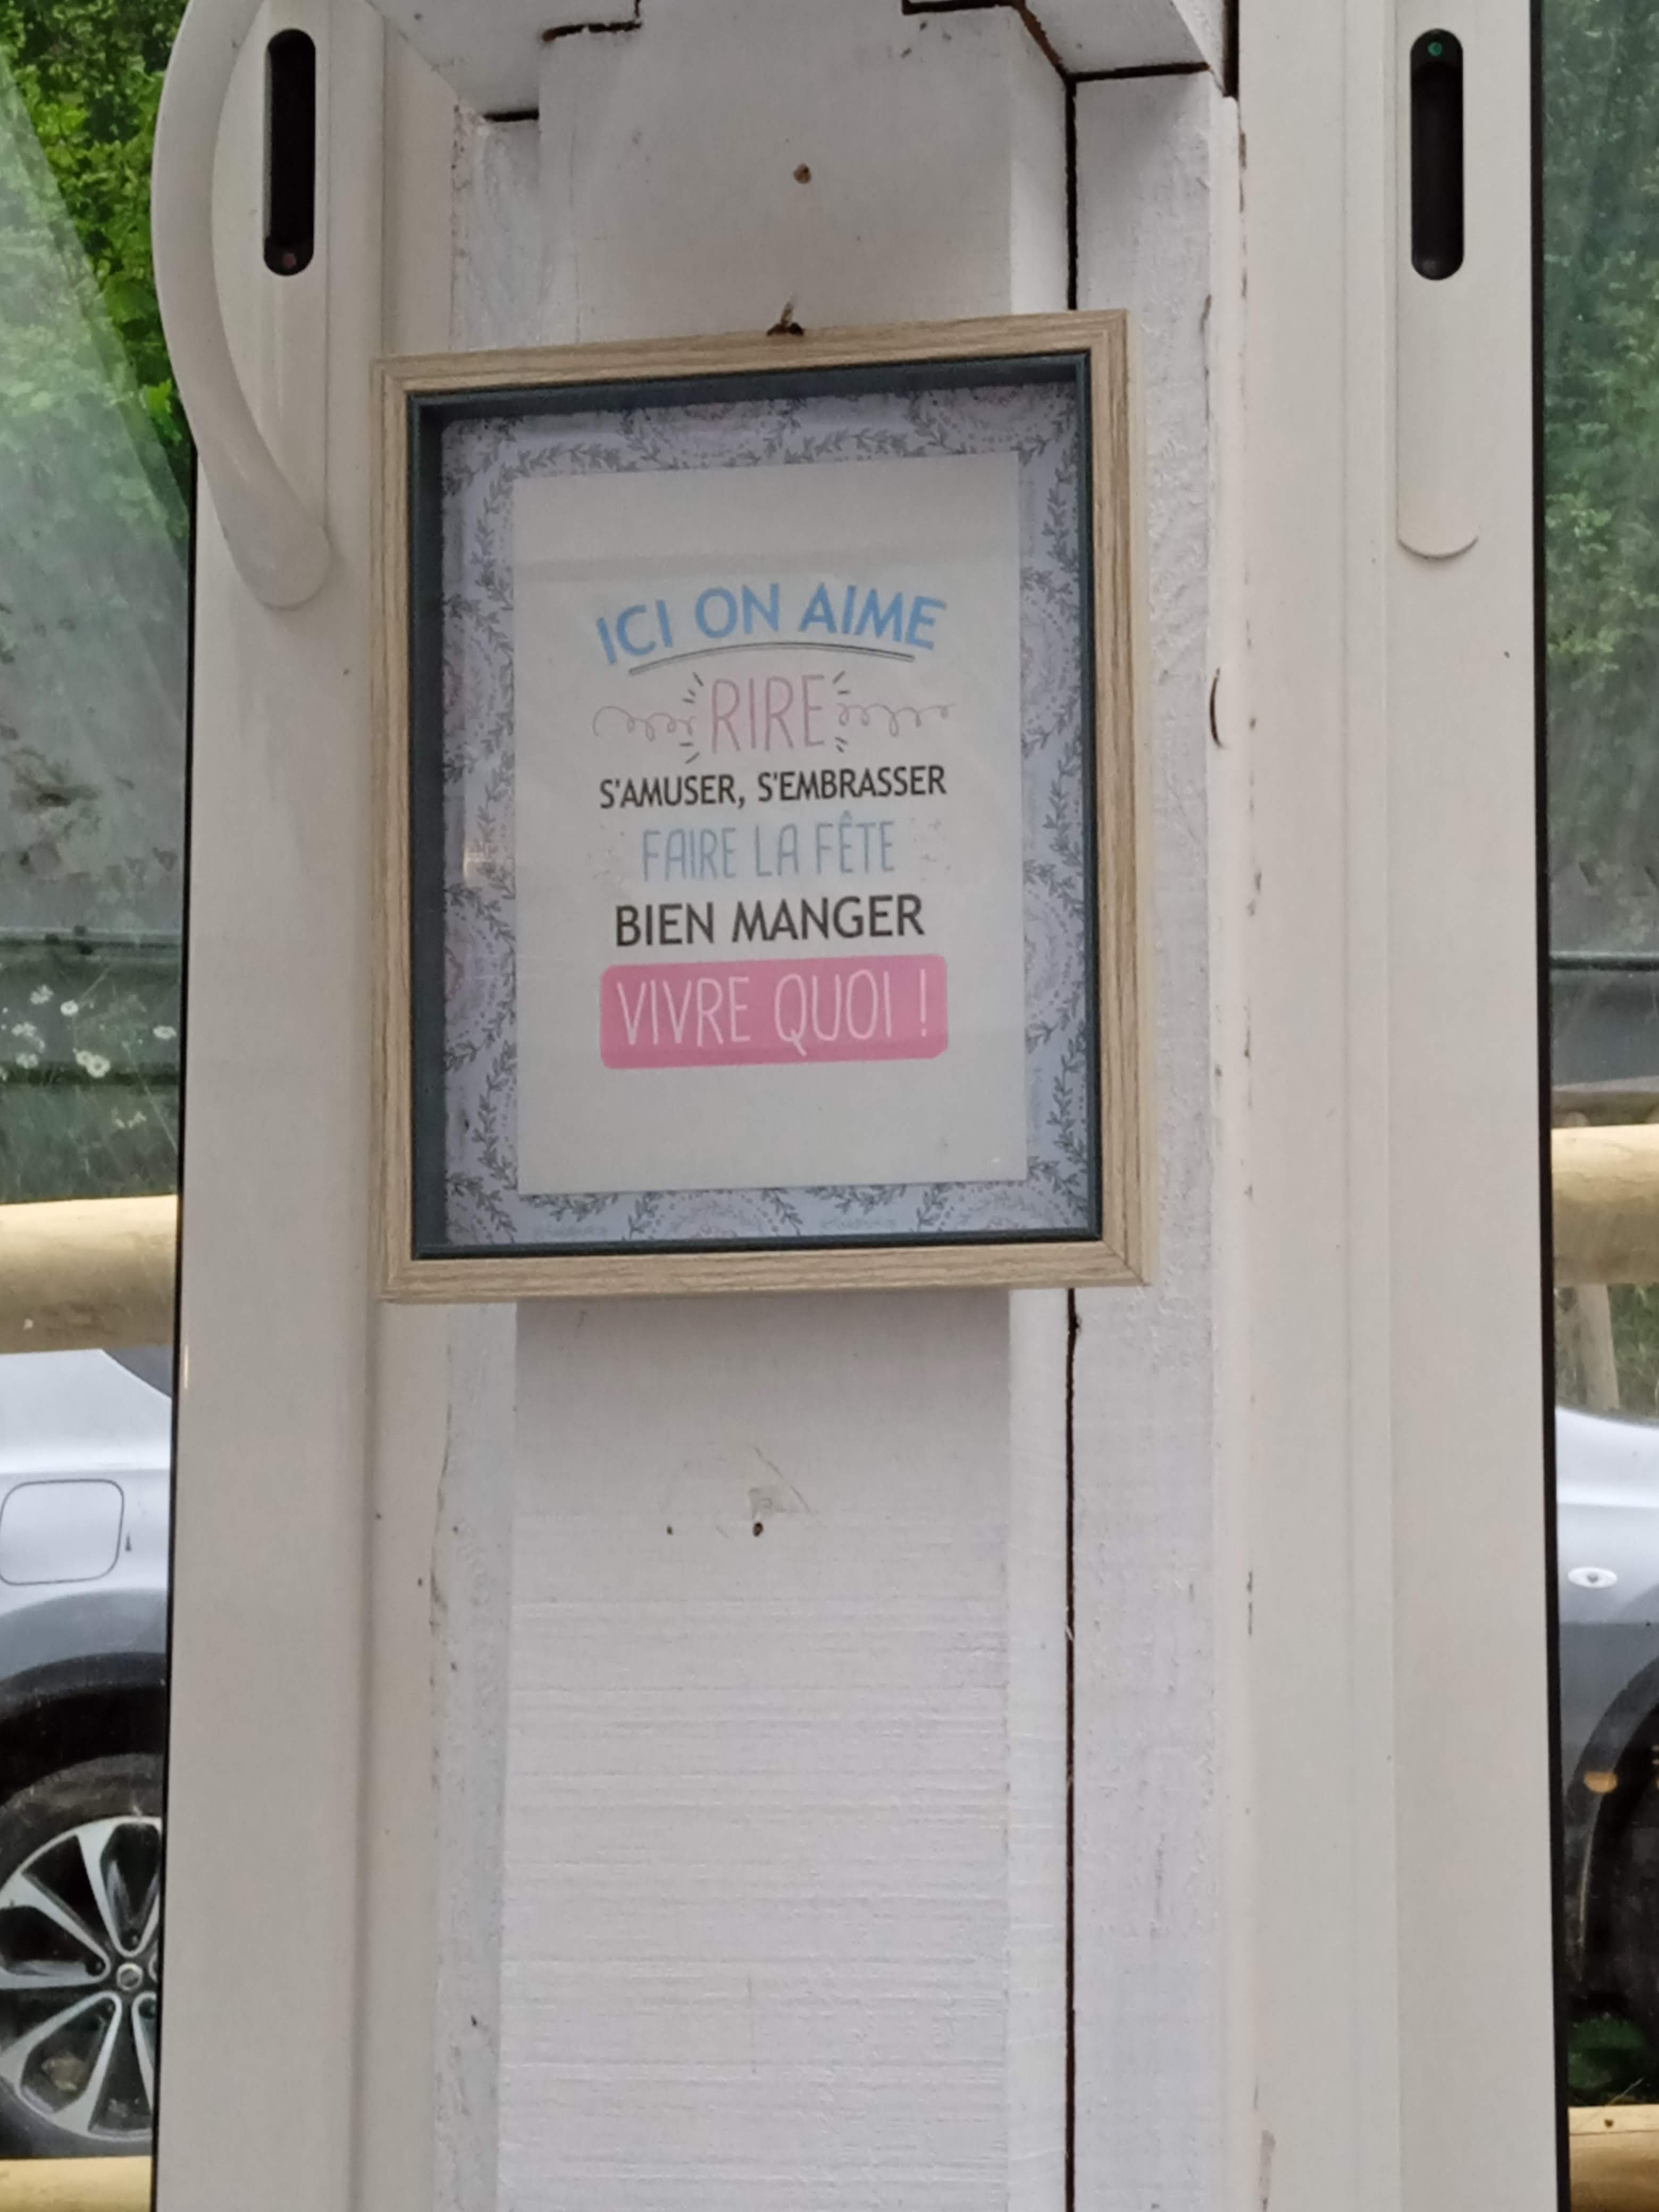 ICI ON AIME
RIRE
S'AMUSER, S'EMBRASSER
FAIRE LA FÊTE
BIEN MANGER
VIVRE QUOI !